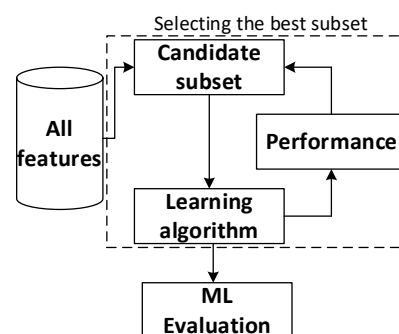 Selecting the best subset
Candidate
subset
All
features
Performance
Learning
algorithm
ML
Evaluation